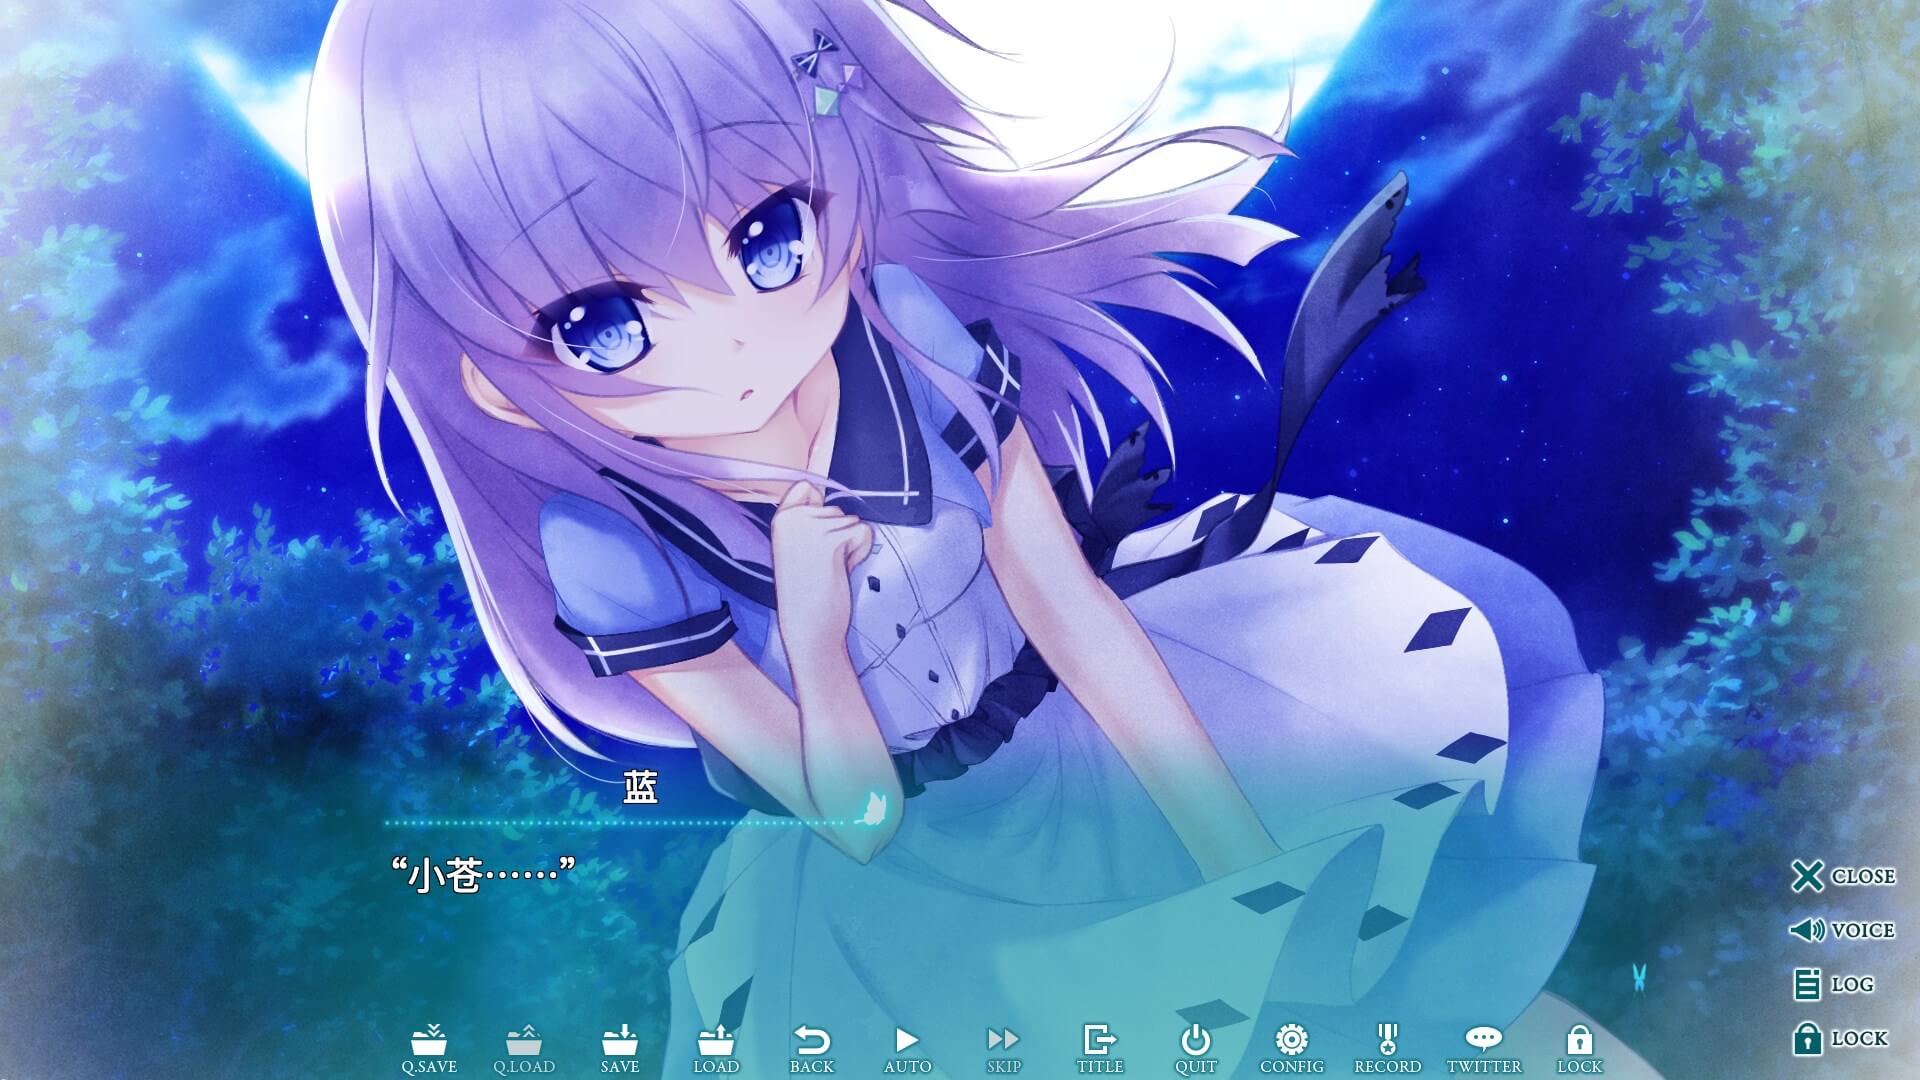 蓝
“小苍……”
CLOSE
VOICE
LOG
LOCK
Q.SAVE Q.LOAD SAVE LOAD BACK AUTO SKIP TITLE QUIT CONFIG RECORD TWITTER LOCK